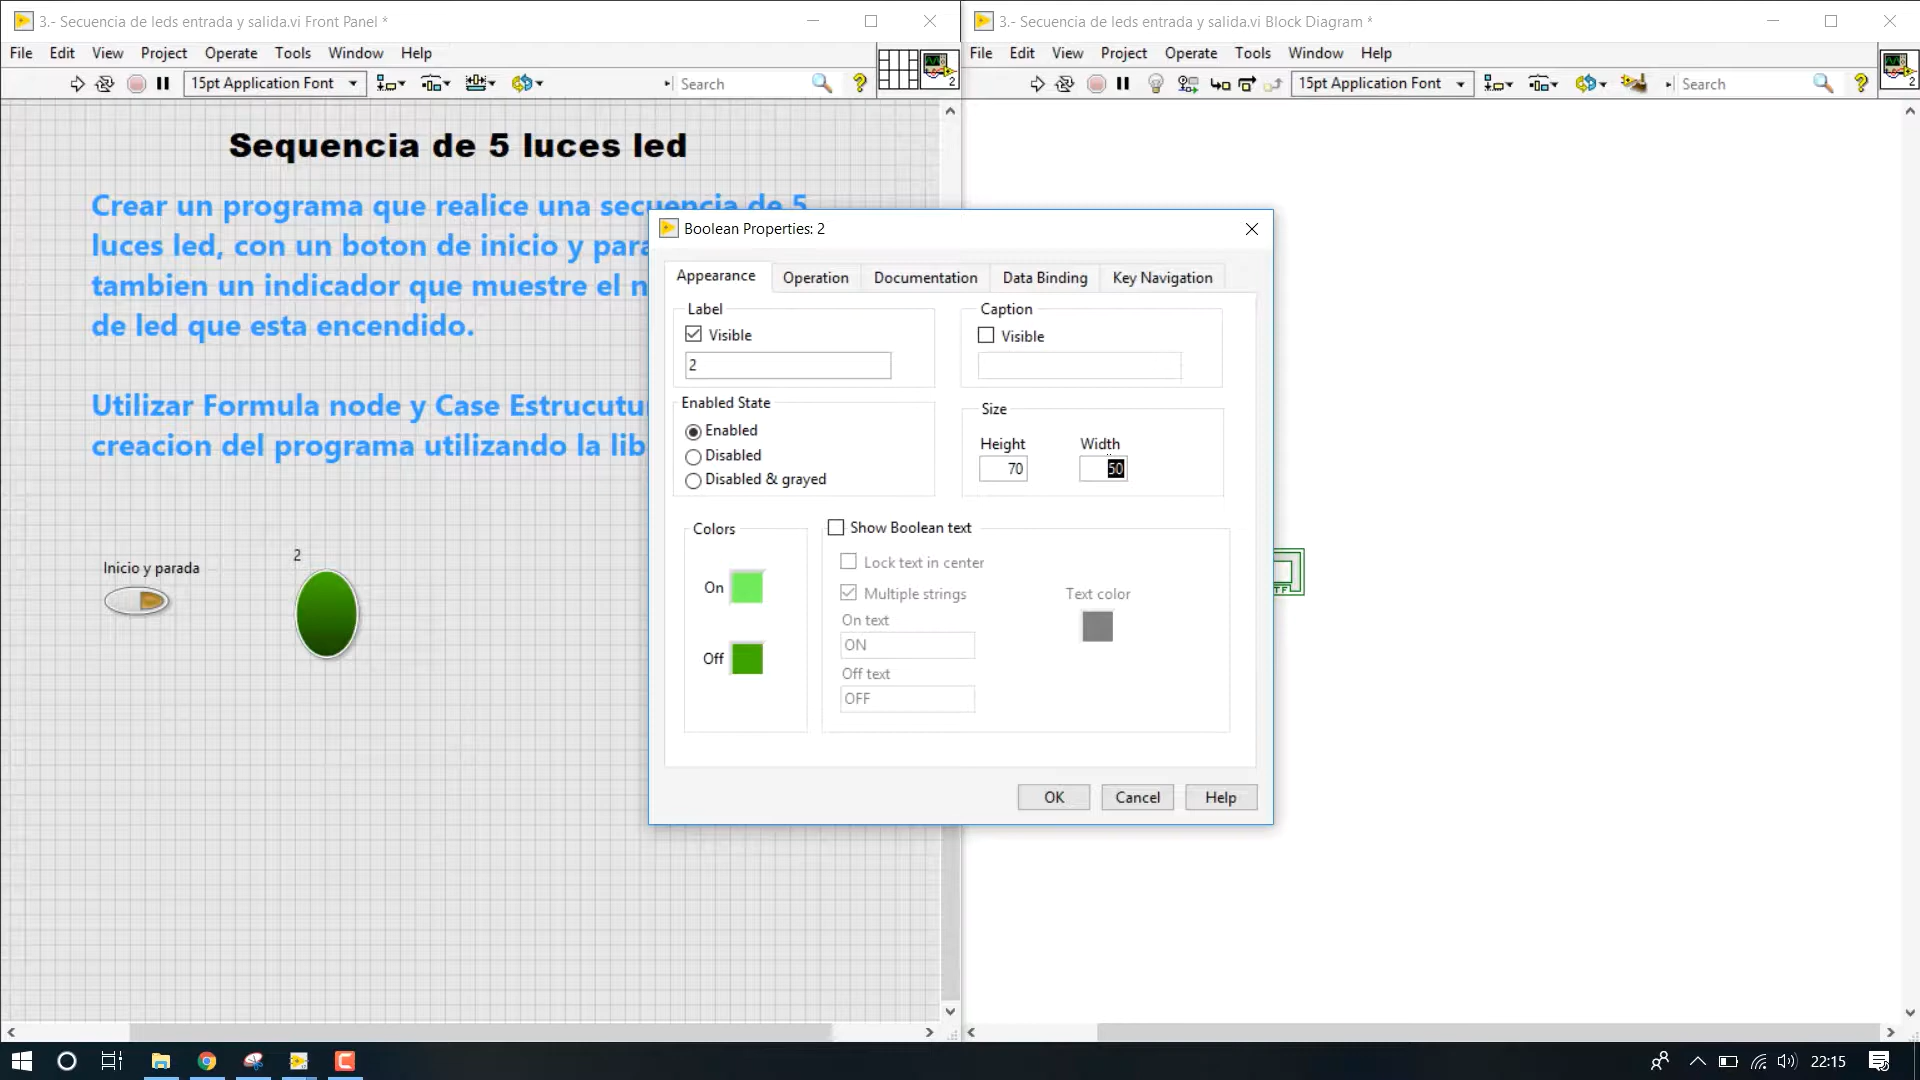 3.- Secuencia de leds entrada y salida.vi Front Panel *
File Edit View Project Operate Tools Window Help
15pt Application Font
Search
2
3.- Secuencia de leds entrada y salida.vi Block Diagram *
File Edit View Project Operate Tools Window Help
15pt Application Font
Search
2
Sequencia de 5 luces led
Crear un programa que realice una secuencia de 5
luces led, con un boton de inicio y para
tambien un indicador que muestre el n
de led que esta encendido.
Utilizar Formula node y Case Estrucutu
creacion del programa utilizando la lib
Inicio y parada
2
Boolean Properties: 2
Appearance Operation Documentation Data Binding Key Navigation
Label
Visible
2
Caption
Visible
Enabled State
Enabled
Disabled
Disabled & grayed
Size
Height Width
70 50
Colors
On
Off
Show Boolean text
Lock text in center
Multiple strings
On text
ON
Off text
OFF
Text color
OK Cancel Help
TF
22:15